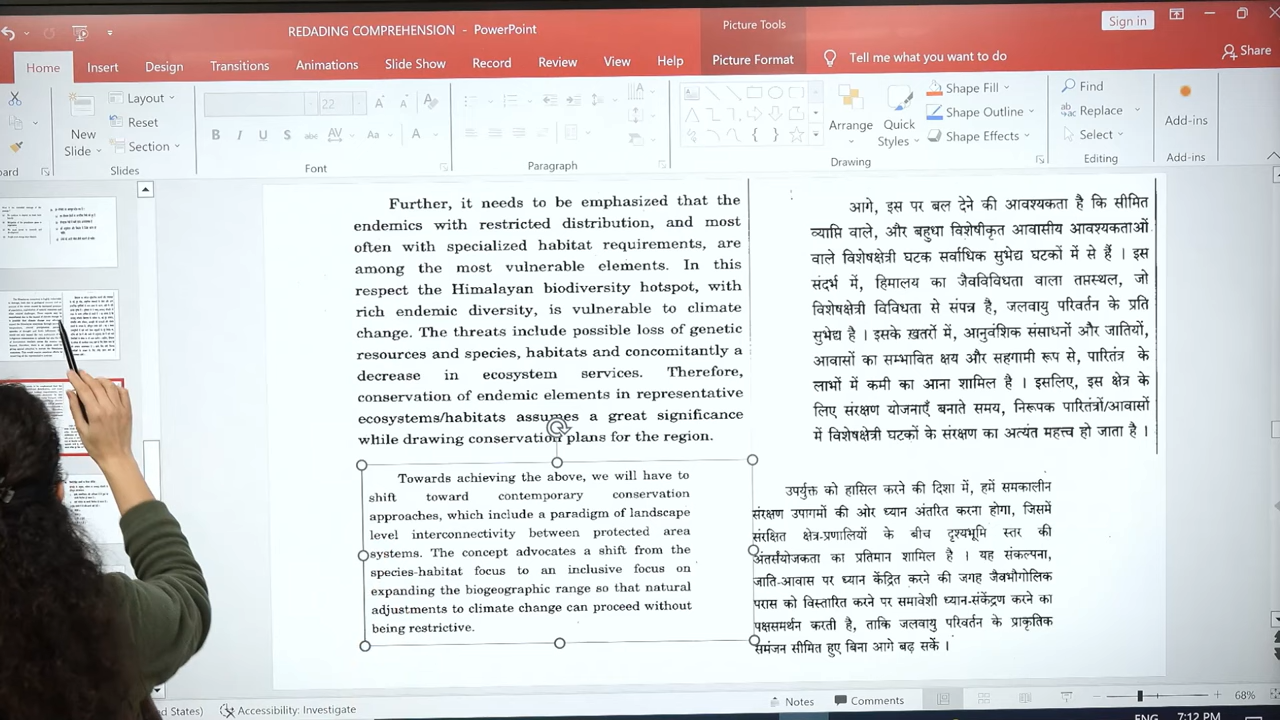 REDADING COMPREHENSION - PowerPoint
Picture Tools
Sign in
Home
Insert
Design
Transitions
Animations
Slide Show
Record
Review
View
Help
Picture Format
Tell me what you want to do
Share
New
Slide
Layout
Reset
Section
Slides
22
Font
Paragraph
Arrange
Quick
Styles
Shape Fill
Shape Outline
Shape Effects
Drawing
Find
Replace
Select
Editing
Add-ins
Add-ins
Further, it needs to be emphasized that the
endemics with restricted distribution, and most
often with specialized habitat requirements, are
among the most vulnerable elements. In this
respect the Himalayan biodiversity hotspot, with
rich endemic diversity, is vulnerable to climate
change. The threats include possible loss of genetic
resources and species, habitats and concomitantly a
decrease in ecosystem services. Therefore,
conservation of endemic elements in representative
ecosystems/habitats assumes a great significance
while drawing conservation plans for the region.
Towards achieving the above, we will have to
shift toward contemporary conservation
approaches, which include a paradigm of landscape
level interconnectivity between protected area
systems. The concept advocates a shift from the
species-habitat focus to an inclusive focus on
expanding the biogeographic range so that natural
adjustments to climate change can proceed without
being restrictive.
आगे, इस पर बल देने की आवश्यकता है कि सीमित
व्याप्ति वाले, और बहुधा विशेषीकृत आवासीय आवश्यकताओं
वाले विशेषक्षेत्री घटक सर्वाधिक सुभेद्य घटकों में से हैं । इस
संदर्भ में, हिमालय का जैवविविधता वाला तप्तस्थल, जो
विशेषक्षेत्री विविधता से संपन्न है, जलवायु परिवर्तन के प्रति
सुभेद्य है । इसके ख़तरों में, आनुवंशिक संसाधनों और जातियों,
आवासों का सम्भावित क्षय और सहगामी रूप से, पारितंत्र के
लाभों में कमी का आना शामिल है । इसलिए, इस क्षेत्र के
लिए संरक्षण योजनाएँ बनाते समय, निरूपक पारितंत्रों/आवासों
में विशेषक्षेत्री घटकों के संरक्षण का अत्यंत महत्त्व हो जाता है ।
उपर्युक्त को हासिल करने की दिशा में, हमें समकालीन
संरक्षण उपागमों की ओर ध्यान अंतरित करना होगा, जिसमें
संरक्षित क्षेत्र-प्रणालियों के बीच दृश्यभूमि स्तर की
अंतर्संयोजकता का प्रतिमान शामिल है । यह संकल्पना,
जाति-आवास पर ध्यान केंद्रित करने की जगह जैवभौगोलिक
परास को विस्तारित करने पर समावेशी ध्यान-संकेंद्रण करने का
पक्षसमर्थन करती है, ताकि जलवायु परिवर्तन के प्राकृतिक
समंजन सीमित हुए बिना आगे बढ़ सकें ।
Accessibility: Investigate
Notes
Comments
68%
ENG
7:12 PM